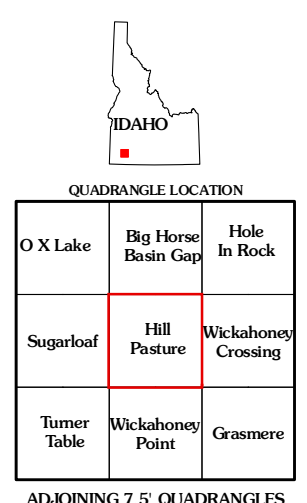 IDAHO
QUADRANGLE LOCATION
O X Lake
Big Horse
Basin Gap
Hole
In Rock
Sugarloaf
Hill
Pasture
Wickahoney
Crossing
Turner
Table
Wickahoney
Point
Grasmere
ADJOINING 7.5' QUADRANGLES